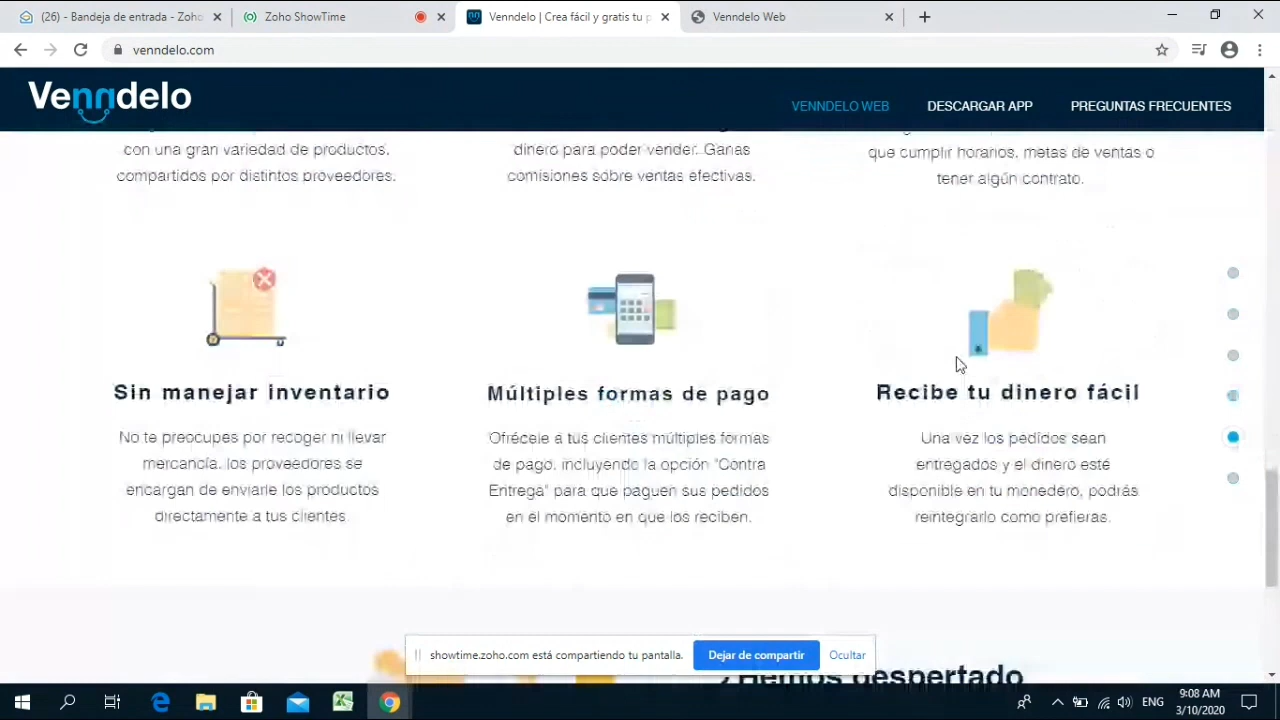 (26) - Bandeja de entrada - Zoho
Zoho ShowTime
Venndelo | Crea fácil y gratis tu p
Venndelo Web
venndelo.com
Venndelo
VENNDELO WEB
DESCARGAR APP
PREGUNTAS FRECUENTES
con una gran variedad de productos,
compartidos por distintos proveedores.
dinero para poder vender. Ganas
comisiones sobre ventas efectivas.
que cumplir horarios, metas de ventas o
tener algún contrato.
Sin manejar inventario
No te preocupes por recoger ni llevar
mercancía, los proveedores se
encargan de enviarle los productos
directamente a tus clientes
Múltiples formas de pago
Ofrécele a tus clientes múltiples formas
de pago, incluyendo la opción "Contra
Entrega" para que paguen sus pedidos
en el momento en que los reciben.
Recibe tu dinero fácil
Una vez los pedidos sean
entregados y el dinero esté
disponible en tu monedero, podrás
reintegrarlo como prefieras.
showtime.zoho.com está compartiendo tu pantalla.
Dejar de compartir
Ocultar
¿Hemos despertado
ENG
9:08 AM
3/10/2020